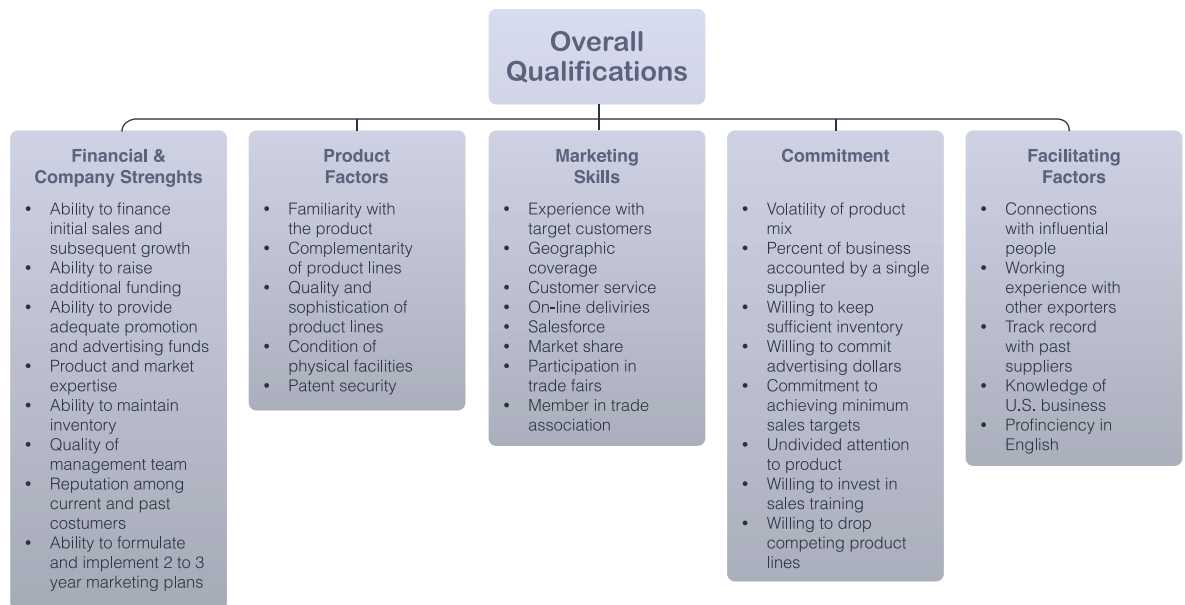 Overall
Qualifications
Financial &
Company Strenghts
• Ability to finance
initial sales and
subsequent growth
• Ability to raise
additional funding
• Ability to provide
adequate promotion
and advertising funds
• Product and market
expertise
• Ability to maintain
inventory
• Quality of
management team
• Reputation among
current and past
costumers
• Ability to formulate
and implement 2 to 3
year marketing plans
Product
Factors
• Familiarity with
the product
• Complementarity
of product lines
• Quality and
sophistication of
product lines
• Condition of
physical facilities
• Patent security
Marketing
Skills
• Experience with
target customers
• Geographic
coverage
• Customer service
• On-line deliviries
• Salesforce
• Market share
• Participation in
trade fairs
• Member in trade
association
Commitment
• Volatility of product
mix
• Percent of business
accounted by a single
supplier
• Willing to keep
sufficient inventory
• Willing to commit
advertising dollars
• Commitment to
achieving minimum
sales targets
• Undivided attention
to product
• Willing to invest in
sales training
• Willing to drop
competing product
lines
Facilitating
Factors
• Connections
with influential
people
• Working
experience with
other exporters
• Track record
with past
suppliers
• Knowledge of
U.S. business
• Profinciency in
English